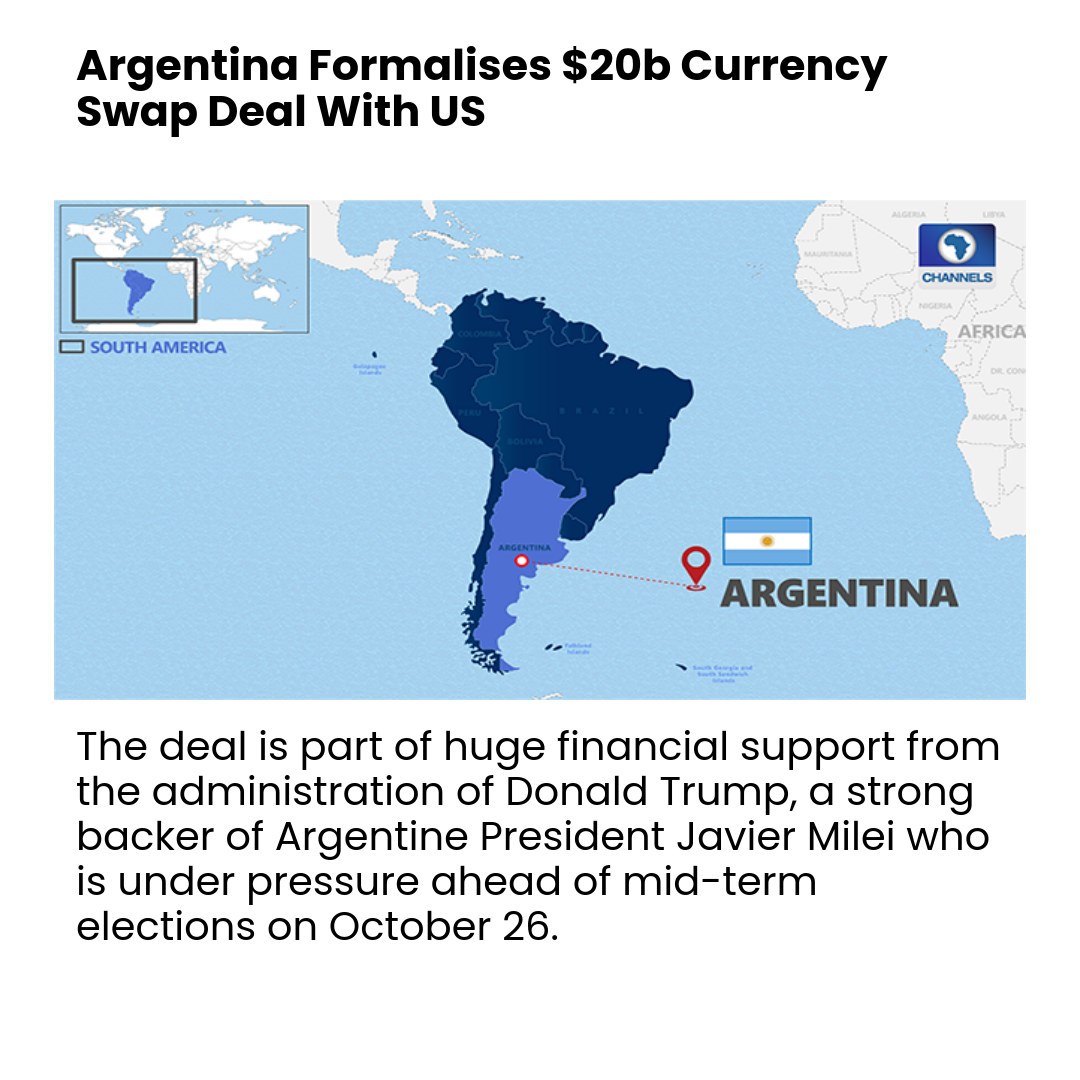 Argentina Formalises $20b Currency
Swap Deal With US
SOUTH AMERICA
ALGERIA
LIBYA
MAURITANIA
CHANNELS
NIGERIA
AFRICA
COLOMBIA
Galapagos
Islands
DR. CON
PERU
BRAZIL
ANGOLA
BOLIVIA
ARGENTINA
ARGENTINA
Falkland
Islands
South Georgia and
South Sandwich
Islands
The deal is part of huge financial support from
the administration of Donald Trump, a strong
backer of Argentine President Javier Milei who
is under pressure ahead of mid-term
elections on October 26.